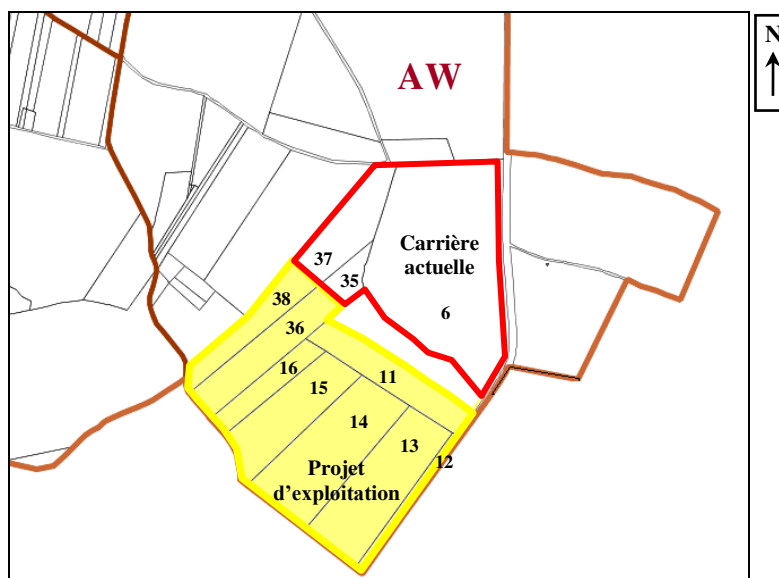 N
AW
Carrière
actuelle
37
35
6
38
36
16
15
11
14
13
12
Projet
d'exploitation